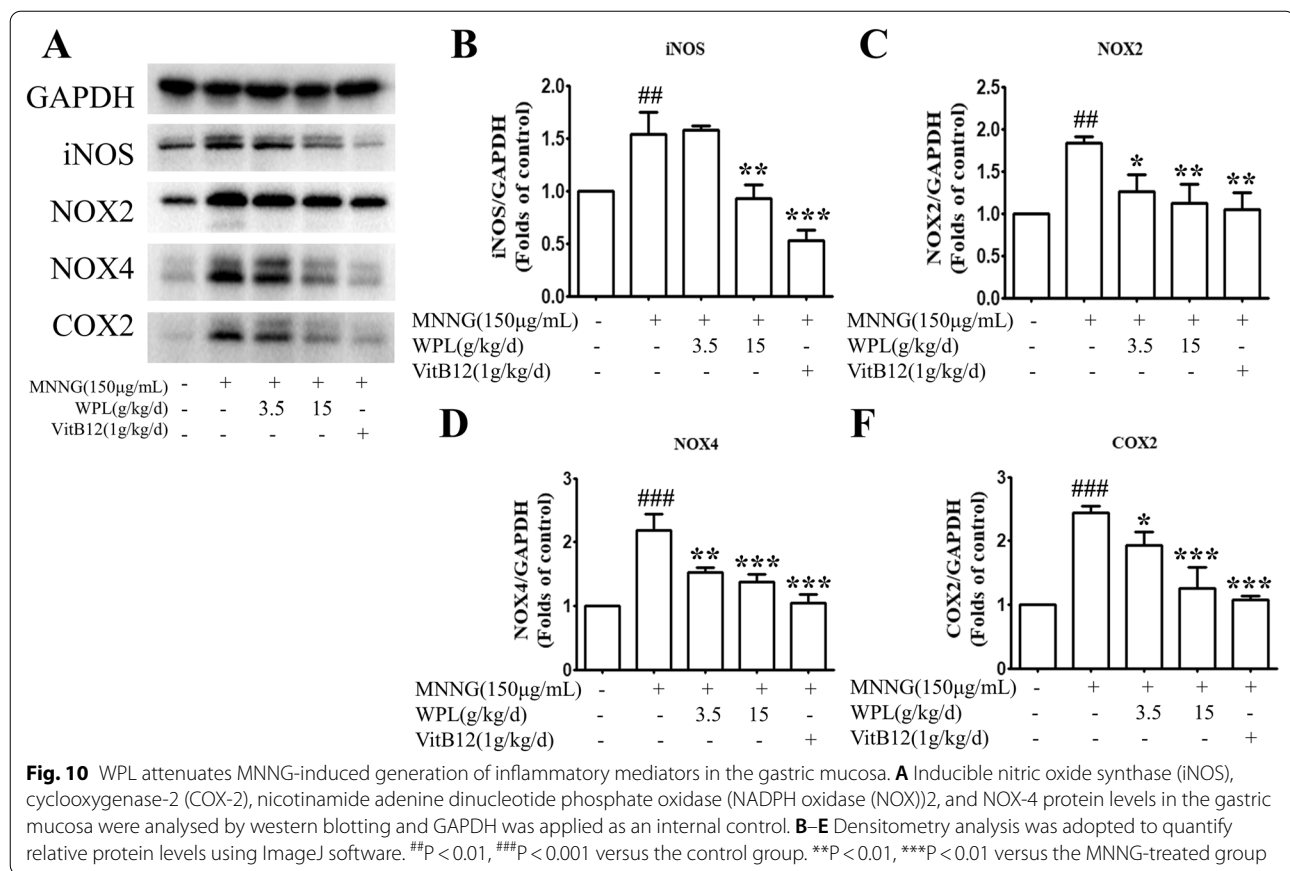 A
GAPDH
iNOS
NOX2
NOX4
COX2
MNNG(150μg/mL) - + + + +
WPL(g/kg/d) - - 3.5 15 -
VitB12(1g/kg/d) - - - - +
B
iNOS
iNOS/GAPDH
(Folds of control)
2.0
1.5
1.0
0.5
0.0
##
**
***
MNNG(150μg/mL) - + + + +
WPL(g/kg/d) - - 3.5 15 -
VitB12(1g/kg/d) - - - - +
C
NOX2
NOX2/GAPDH
(Folds of control)
2.5
2.0
1.5
1.0
0.5
0.0
##
*
**
**
MNNG(150μg/mL) - + + + +
WPL(g/kg/d) - - 3.5 15 -
VitB12(1g/kg/d) - - - - +
D
NOX4
NOX4/GAPDH
(Folds of control)
3
2
1
0
###
**
***
***
MNNG(150μg/mL) - + + + +
WPL(g/kg/d) - - 3.5 15 -
VitB12(1g/kg/d) - - - - +
F
COX2
COX2/GAPDH
(Folds of control)
3
2
1
0
###
*
***
***
MNNG(150μg/mL) - + + + +
WPL(g/kg/d) - - 3.5 15 -
VitB12(1g/kg/d) - - - - +
Fig. 10 WPL attenuates MNNG-induced generation of inflammatory mediators in the gastric mucosa. A Inducible nitric oxide synthase (iNOS),
cyclooxygenase-2 (COX-2), nicotinamide adenine dinucleotide phosphate oxidase (NADPH oxidase (NOX))2, and NOX-4 protein levels in the gastric
mucosa were analysed by western blotting and GAPDH was applied as an internal control. B–E Densitometry analysis was adopted to quantify
relative protein levels using ImageJ software. ##P < 0.01, ###P < 0.001 versus the control group. **P < 0.01, ***P < 0.01 versus the MNNG-treated group